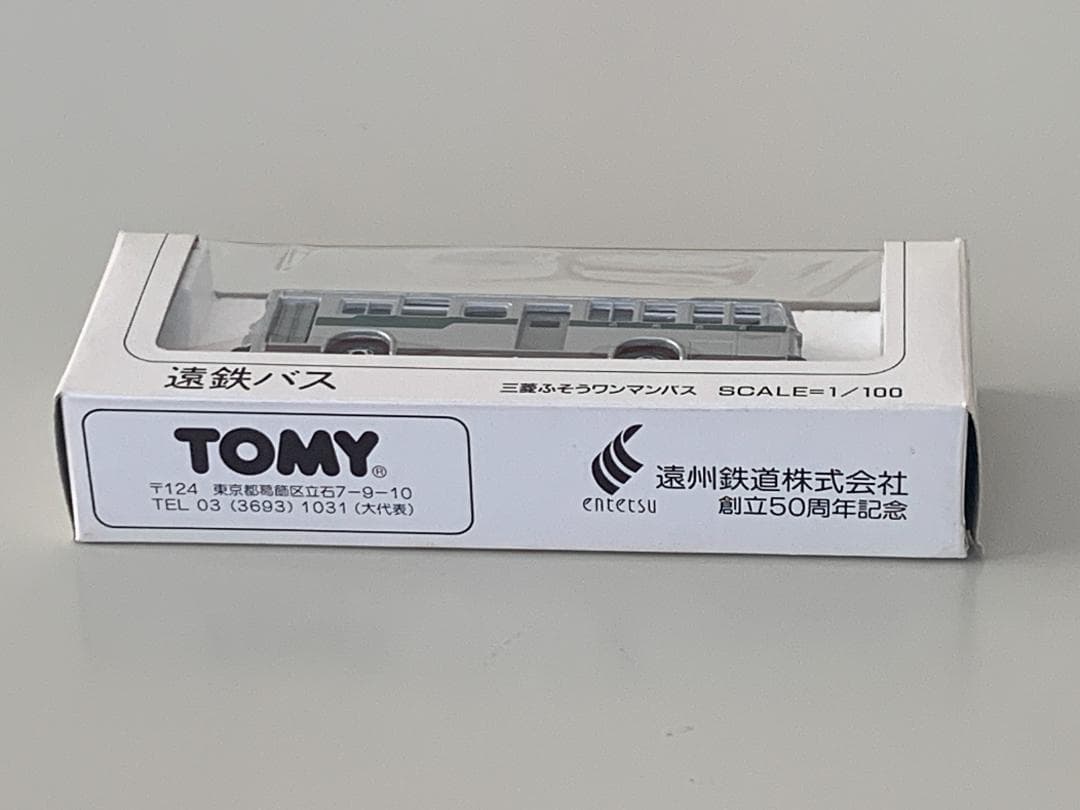 遠鉄バス
三菱ふそうワンマンバス SCALE=1/100
TOMY®
〒124 東京都葛飾区立石7-9-10
TEL 03 (3693) 1031 (大代表)
entetsu
遠州鉄道株式会社
創立50周年記念